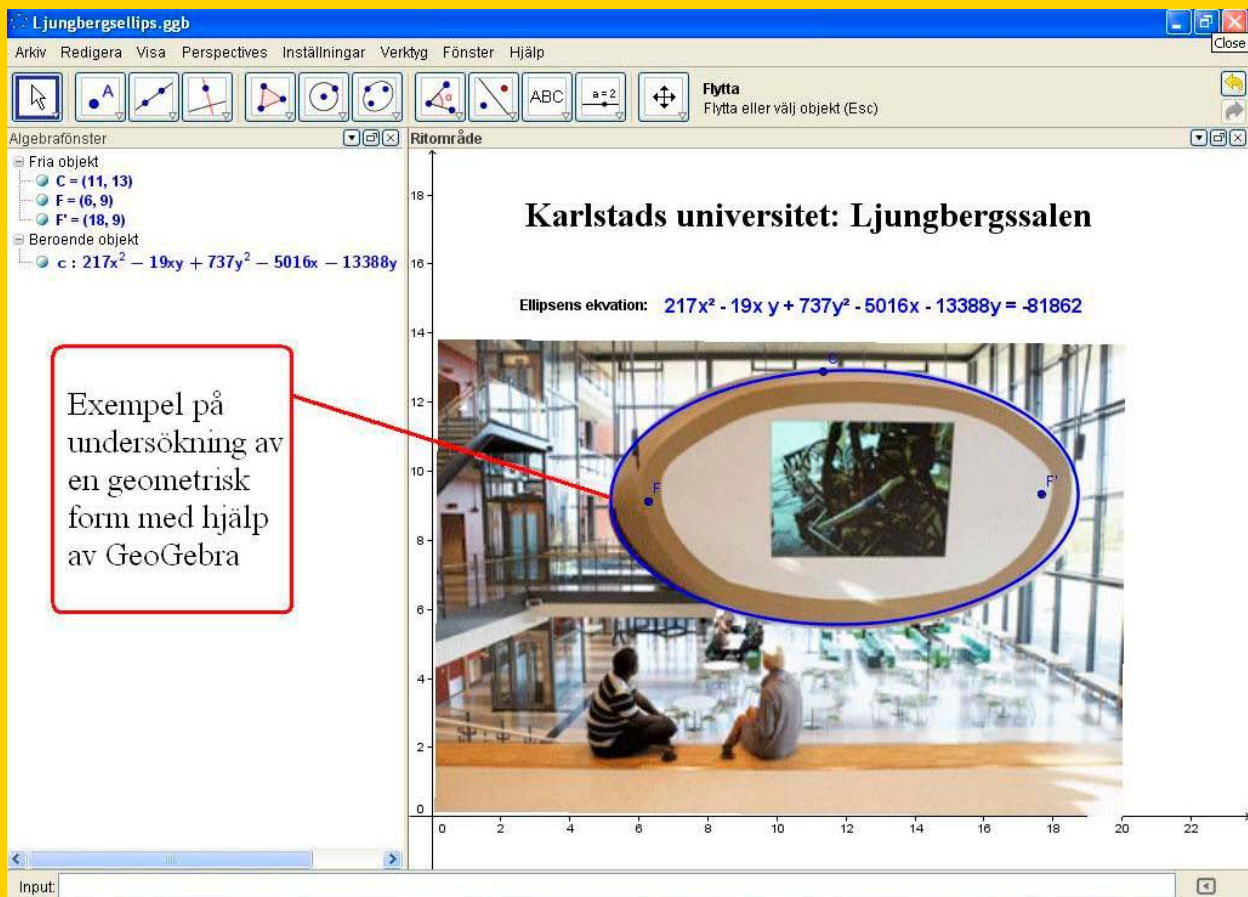 Ljungbergsellips.ggb
Close
Arkiv Redigera Visa Perspectives Inställningar Verktyg Fönster Hjälp
A
α
ABC
a=2
Flytta
Flytta eller välj objekt (Esc)
Algebrafönster
Ritområde
Fria objekt
C = (11, 13)
F = (6, 9)
F' = (18, 9)
Beroende objekt
c : 217x² − 19xy + 737y² − 5016x − 13388y
Karlstads universitet: Ljungbergssalen
Ellipsens ekvation: 217x² - 19x y + 737y² - 5016x - 13388y = -81862
Exempel på
undersökning av
en geometrisk
form med hjälp
av GeoGebra
18
16
14
12
10
8
6
4
2
0
C
F
F'
0 2 4 6 8 10 12 14 16 18 20 22
Input: